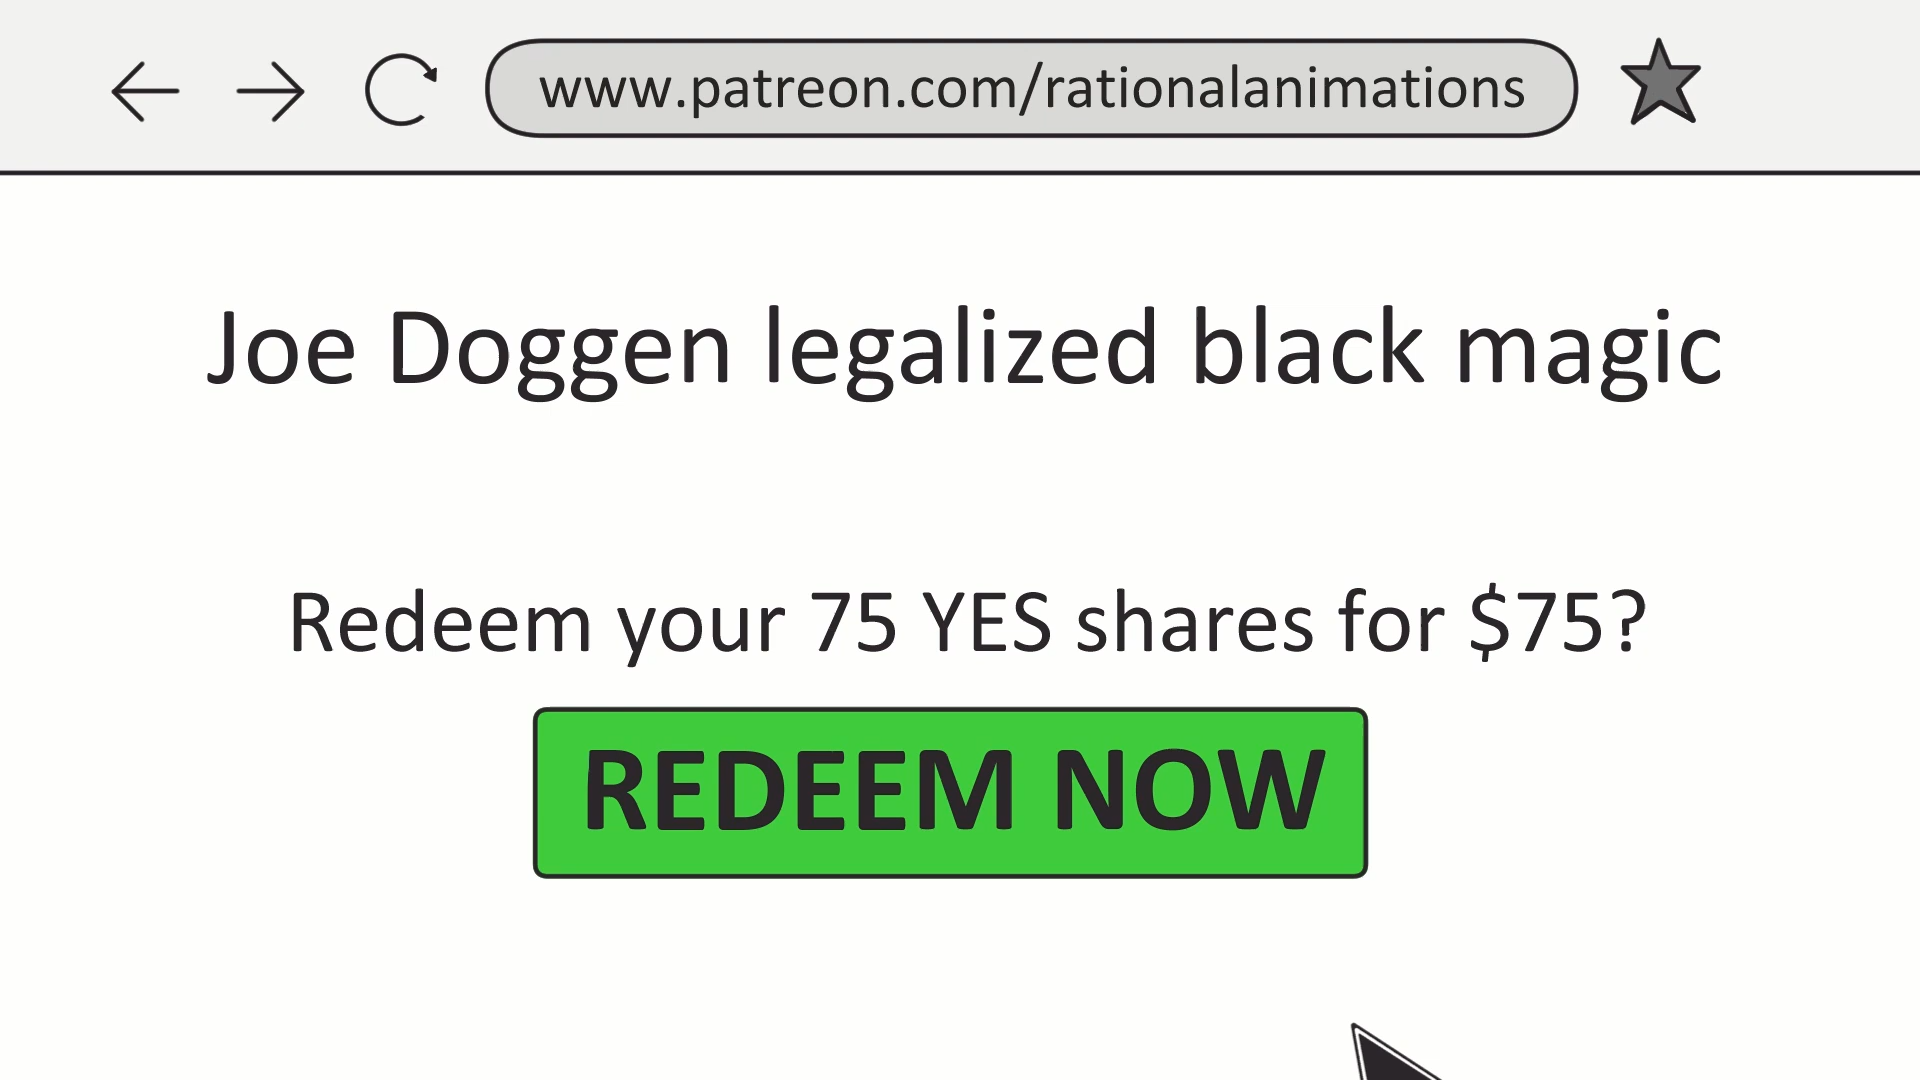 www.patreon.com/rationalanimations
Joe Doggen legalized black magic
Redeem your 75 YES shares for $75?
REDEEM NOW